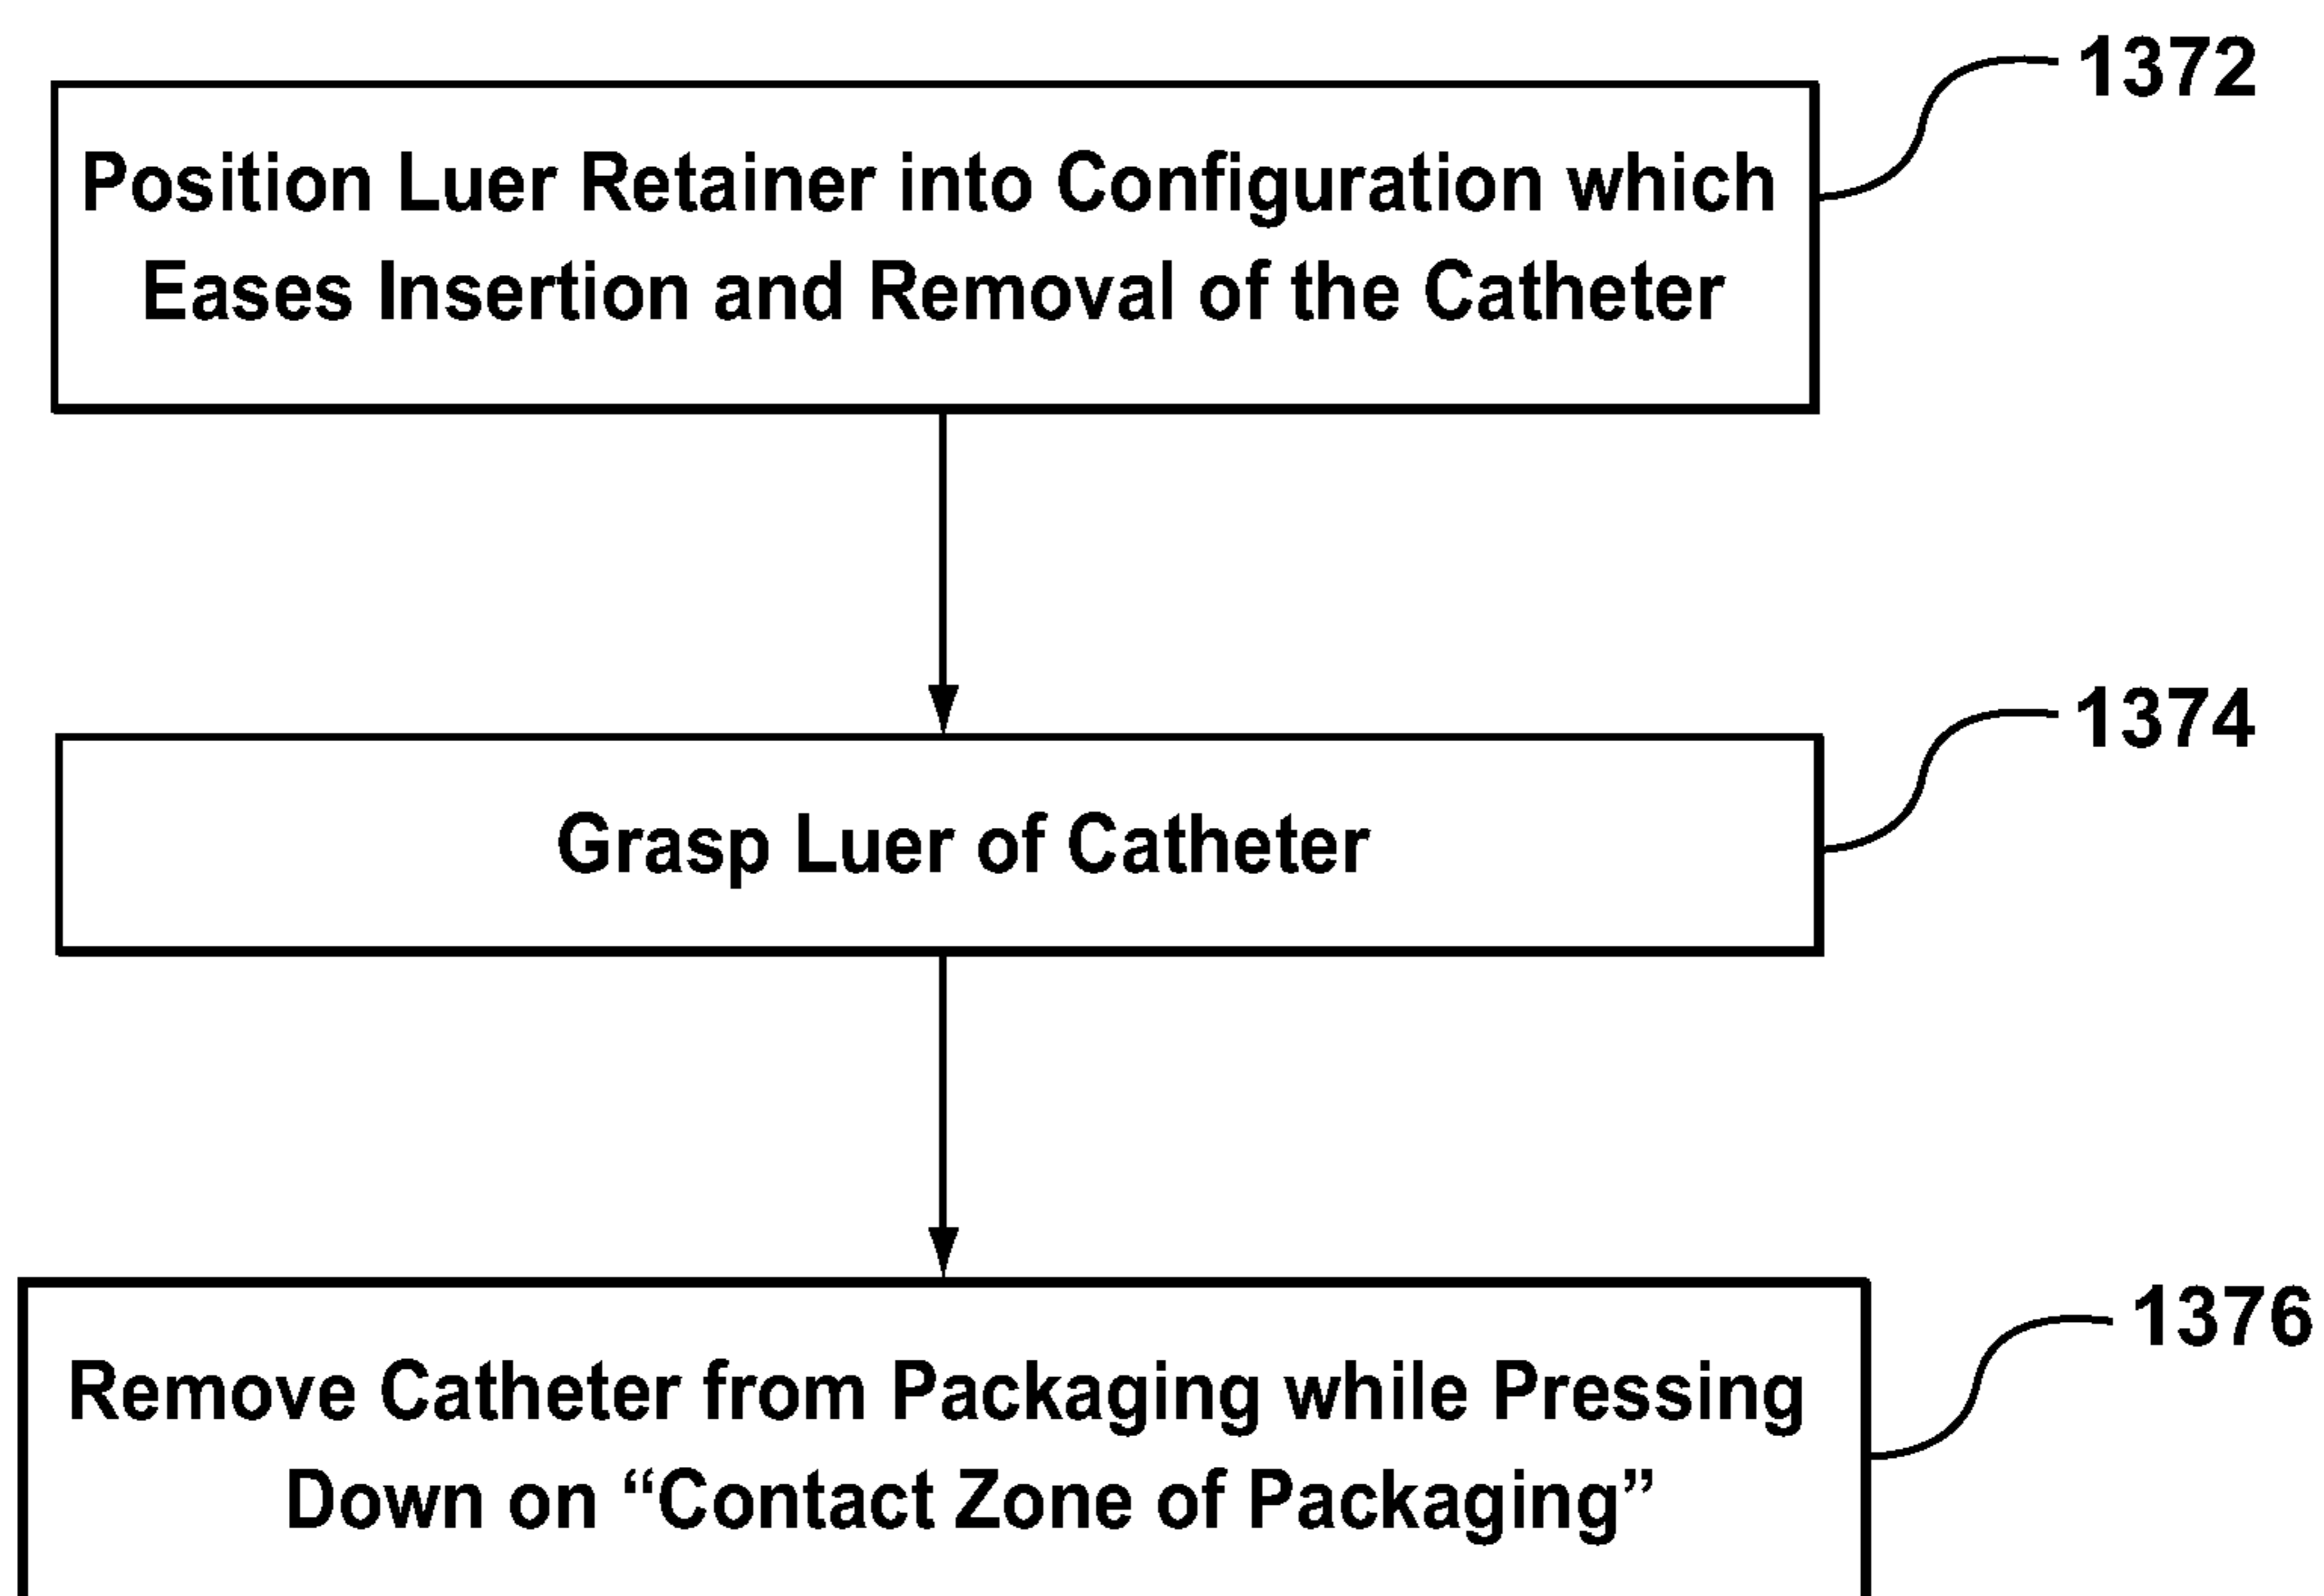 1372
Position Luer Retainer into Configuration which
Eases Insertion and Removal of the Catheter
1374
Grasp Luer of Catheter
1376
Remove Catheter from Packaging while Pressing
Down on “Contact Zone of Packaging”